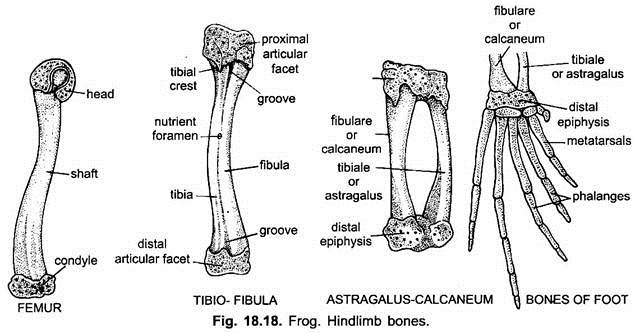 head
shaft
condyle
FEMUR
proximal
articular
facet
tibial
crest
groove
nutrient
foramen
fibula
tibia
groove
distal
articular facet
TIBIO- FIBULA
fibulare
or
calcaneum
tibiale
or
astragalus
distal
epiphysis
ASTRAGALUS-CALCANEUM
fibulare
or
calcaneum
tibiale
or astragalus
distal
epiphysis
metatarsals
phalanges
BONES OF FOOT
Fig. 18.18. Frog. Hindlimb bones.